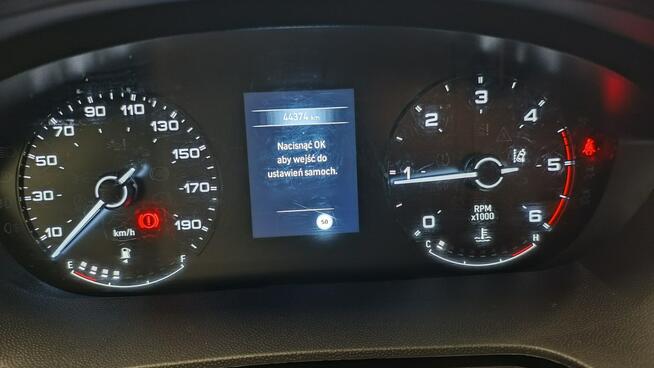 44374 km
Nacisnąć OK
aby wejść do
ustawień samoch.
50
10
30
50
70
90
110
130
150
170
190
km/h
E
F
0
1
2
3
4
5
6
RPM
x1000
C
H